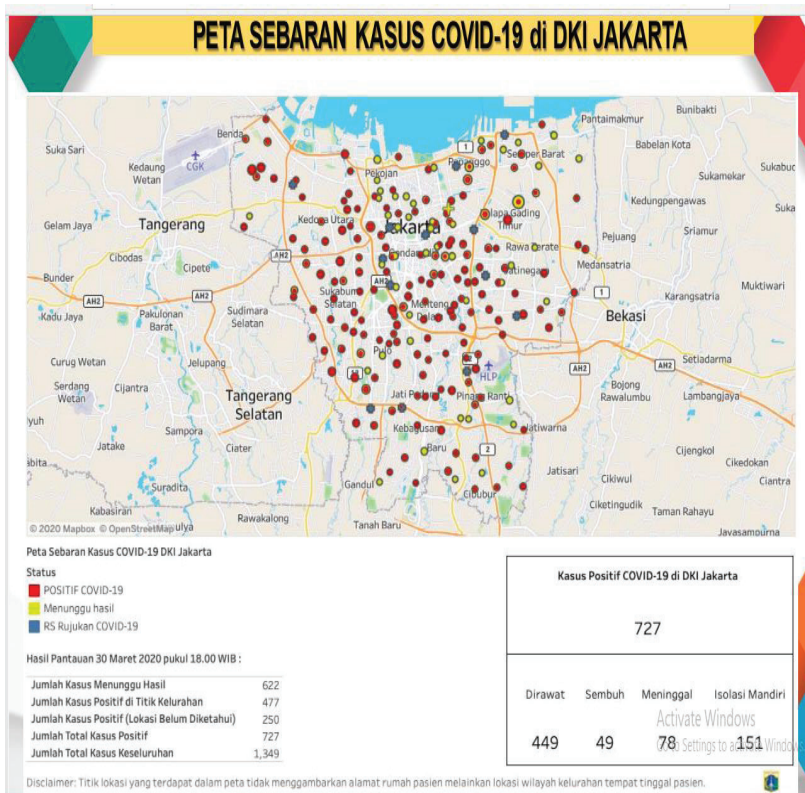 PETA SEBARAN KASUS COVID-19 di DKI JAKARTA
Bunibakti
Pantaimakmur
Benda
Suka Sari
Babelan Kota
Kedaung
Wetan
CGK
Pekojan
1
Semper Barat
Sukamekar
Kedungpengawas
Gelam Jaya
Tangerang
Kedoya Utara
Jakarta
Timur
Pejuang
Sriamur
Cibodas
Cipete
AH2
Rawa Terate
Medansatria
Bunder
AH2
AH2
Sukabumi
Selatan
AH2
Menteng
1
Karangsatria
Muktiwari
Kadu Jaya
Pakulonan
Barat
Sudimara
Selatan
Bekasi
Pulo
AH2
AH2
Setiadarma
Curug Wetan
Jelupang
HLP
Serdang
Wetan
Cijantra
Tangerang
Selatan
Jati Padang
Pinang Ranti
Bojong
Rawalumbu
Lambangjaya
Sampora
Kebagusan
Jatiwarna
Jatake
Ciater
Baru
2
Cijengkol
Jatisari
Cikedokan
Suradita
Gandul
Cibubur
Cikiwul
Ciantra
Kabasiran
Rawakalong
Tanah Baru
Ciketingudik
Taman Rahayu
Javasampourna
© 2020 Mapbox © OpenStreetMap
Peta Sebaran Kasus COVID-19 DKI Jakarta
Status
POSITIF COVID-19
Menunggu hasil
RS Rujukan COVID-19
Hasil Pantauan 30 Maret 2020 pukul 18.00 WIB :
Jumlah Kasus Menunggu Hasil 622
Jumlah Kasus Positif di Titik Kelurahan 477
Jumlah Kasus Positif (Lokasi Belum Diketahui) 250
Jumlah Total Kasus Positif 727
Jumlah Total Kasus Keseluruhan 1,349
Kasus Positif COVID-19 di DKI Jakarta
727
Dirawat Sembuh Meninggal Isolasi Mandiri
449 49 78 151
Activate Windows
Go to Settings to activate Windows
Disclaimer: Titik lokasi yang terdapat dalam peta tidak menggambarkan alamat rumah pasien melainkan lokasi wilayah kelurahan tempat tinggal pasien.